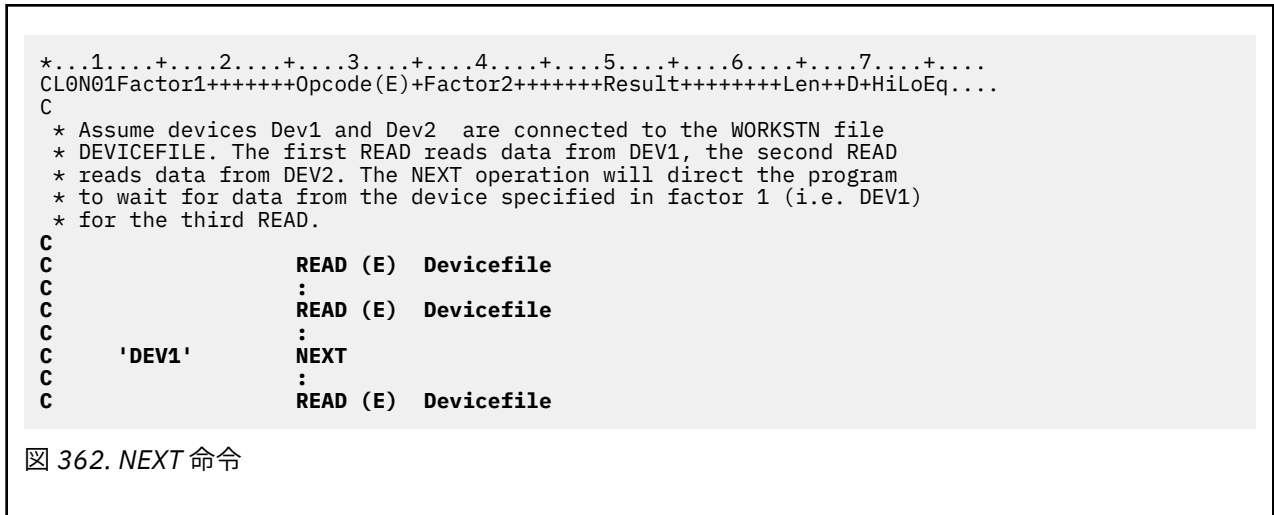 *...1....+....2....+....3....+....4....+....5....+....6....+....7....+....
CL0N01Factor1+++++++Opcode(E)+Factor2+++++++Result++++++++Len++D+HiLoEq....
C
 * Assume devices Dev1 and Dev2  are connected to the WORKSTN file
 * DEVICEFILE. The first READ reads data from DEV1, the second READ
 * reads data from DEV2. The NEXT operation will direct the program
 * to wait for data from the device specified in factor 1 (i.e. DEV1)
 * for the third READ.
C
C                   READ (E)  Devicefile
C                   :
C                   READ (E)  Devicefile
C                   :
C     'DEV1'        NEXT
C                   :
C                   READ (E)  Devicefile
図 362. NEXT 命令